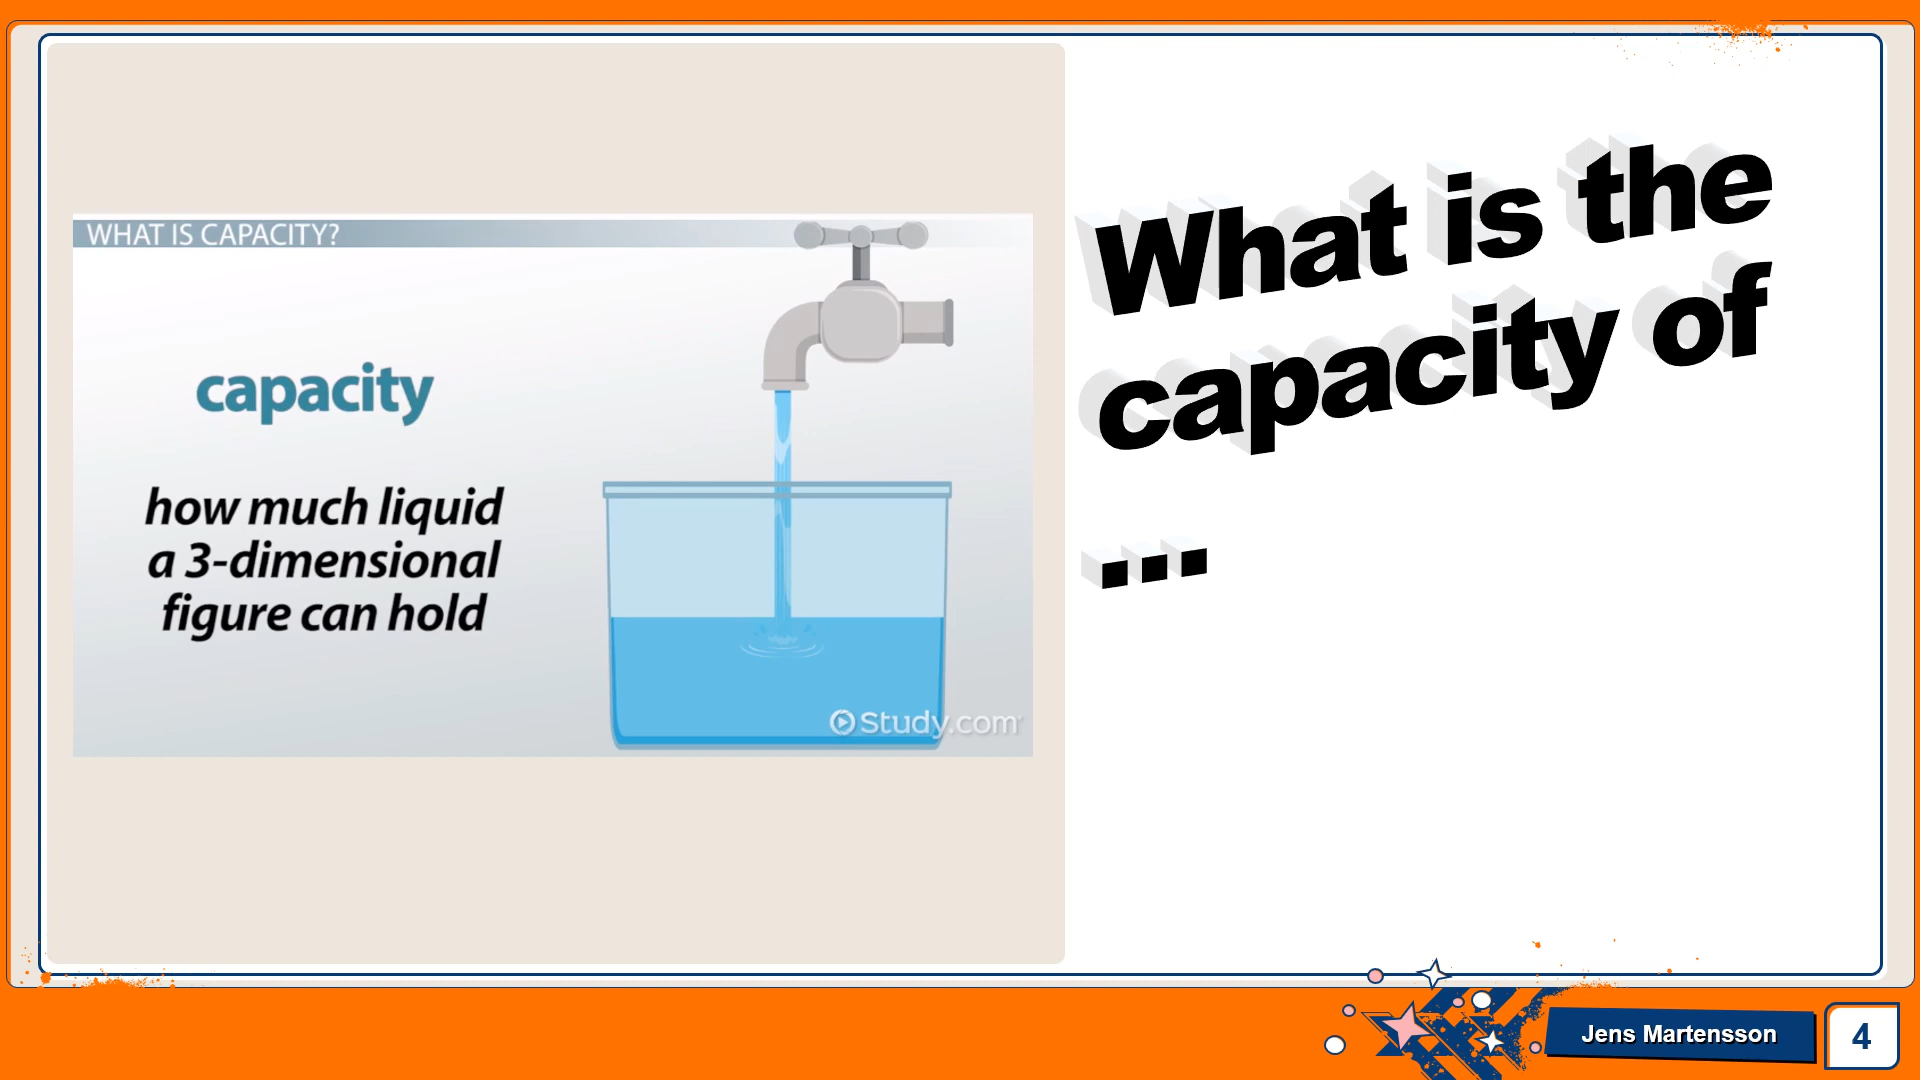 WHAT IS CAPACITY?
capacity
how much liquid
a 3-dimensional
figure can hold
Study.com
What is the
capacity of
...
Jens Martensson
4